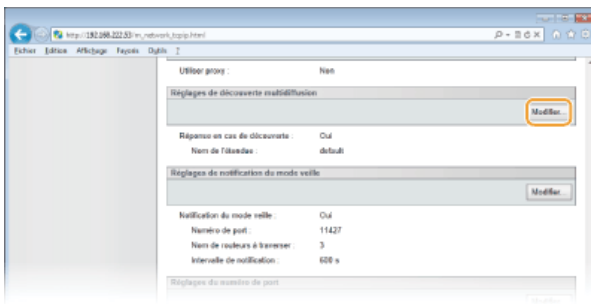 http://192.168.222.53/m_network_tcpip.html
Fichier Edition Affichage Favoris Outils ?
Utiliser proxy : Non
Réglages de découverte multidiffusion
Modifier...
Réponse en cas de découverte : Oui
Nom de l'étendue : default
Réglages de notification du mode veille
Modifier...
Notification du mode veille : Oui
Numéro de port : 11427
Nom de routeurs à traverser : 3
Intervalle de notification : 600 s
Réglages du numéro de port
Modifier...